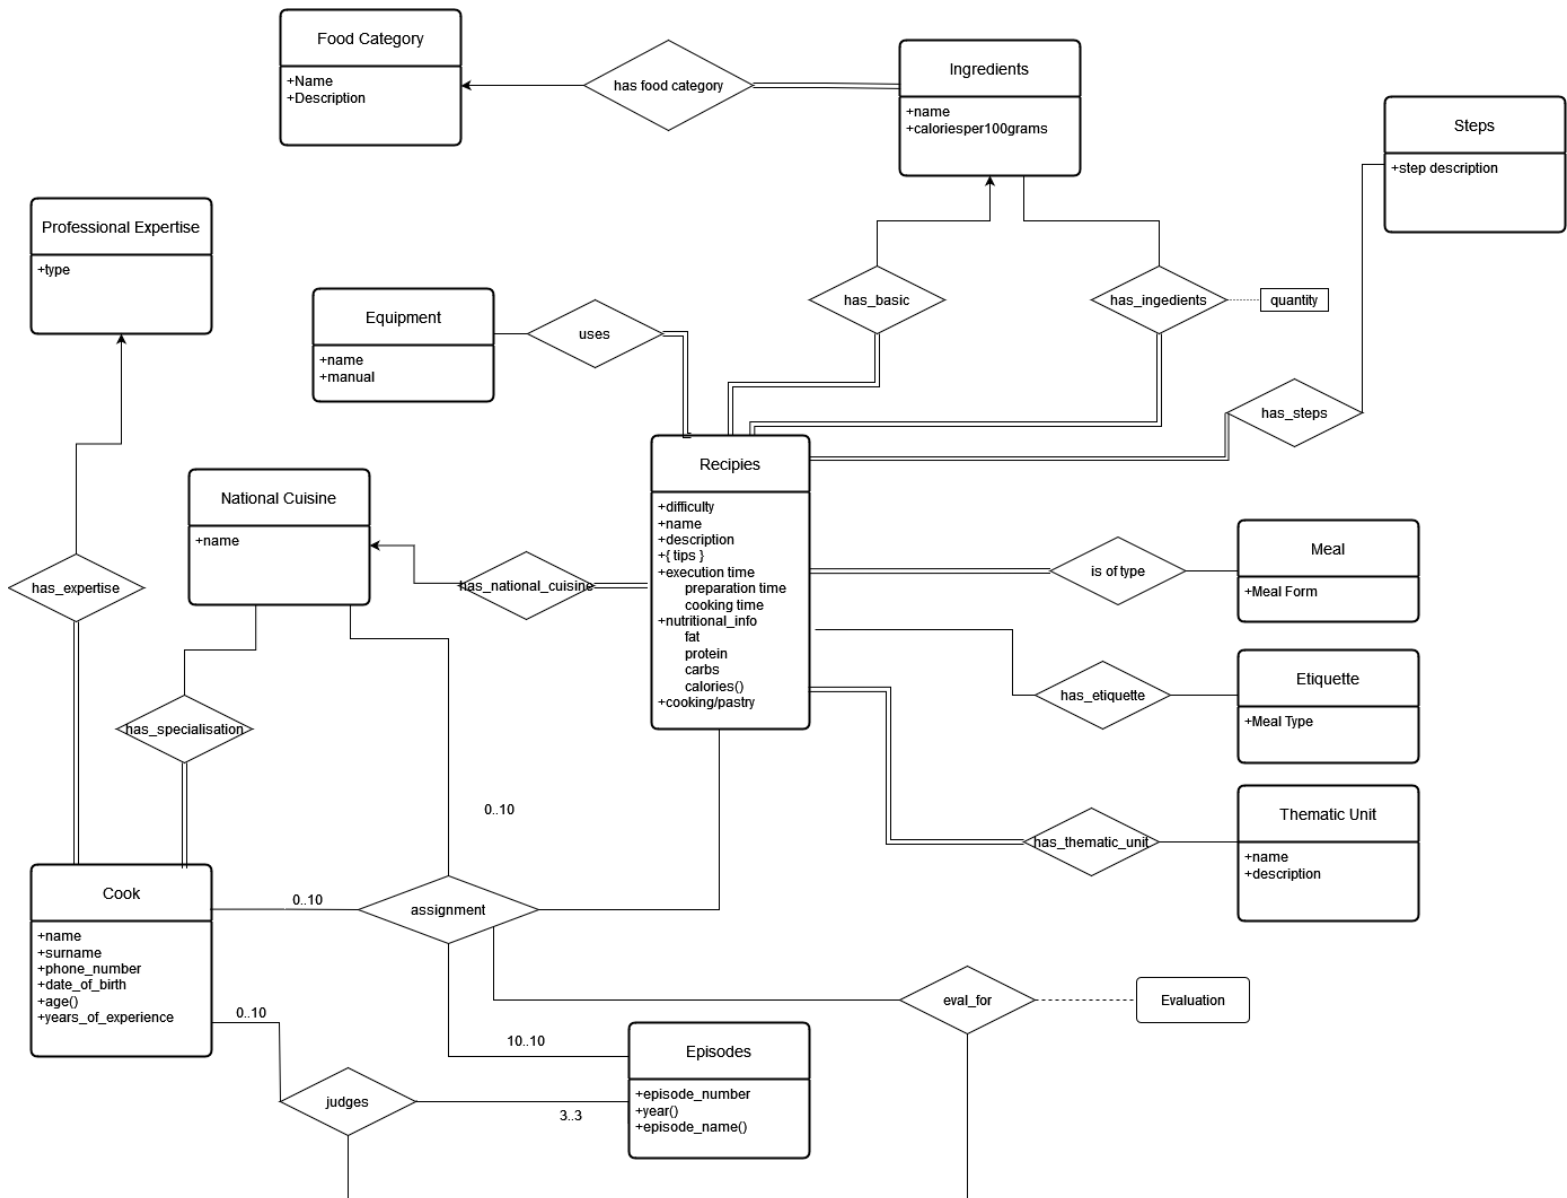 Food Category
+Name
+Description
has food category
Ingredients
+name
+caloriesper100grams
Steps
+step description
Professional Expertise
+type
Equipment
+name
+manual
uses
has_basic
has_ingedients
quantity
has_steps
National Cuisine
+name
has_expertise
has_national_cuisine
Recipies
+difficulty
+name
+description
+{ tips }
+execution time
preparation time
cooking time
+nutritional_info
fat
protein
carbs
calories()
+cooking/pastry
is of type
Meal
+Meal Form
has_etiquette
Etiquette
+Meal Type
has_specialisation
0..10
has_thematic_unit
Thematic Unit
+name
+description
Cook
+name
+surname
+phone_number
+date_of_birth
+age()
+years_of_experience
0..10
assignment
0..10
10..10
eval_for
Evaluation
judges
3..3
Episodes
+episode_number
+year()
+episode_name()